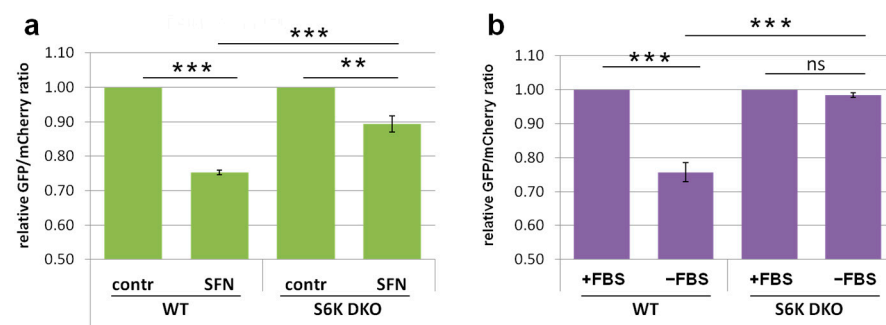 a
*** 
*** **
relative GFP/mCherry ratio
1.10
1.00
0.90
0.80
0.70
0.60
0.50
contr SFN contr SFN
WT S6K DKO
b
***
*** ns
relative GFP/mCherry ratio
1.10
1.00
0.90
0.80
0.70
0.60
0.50
+FBS −FBS +FBS −FBS
WT S6K DKO